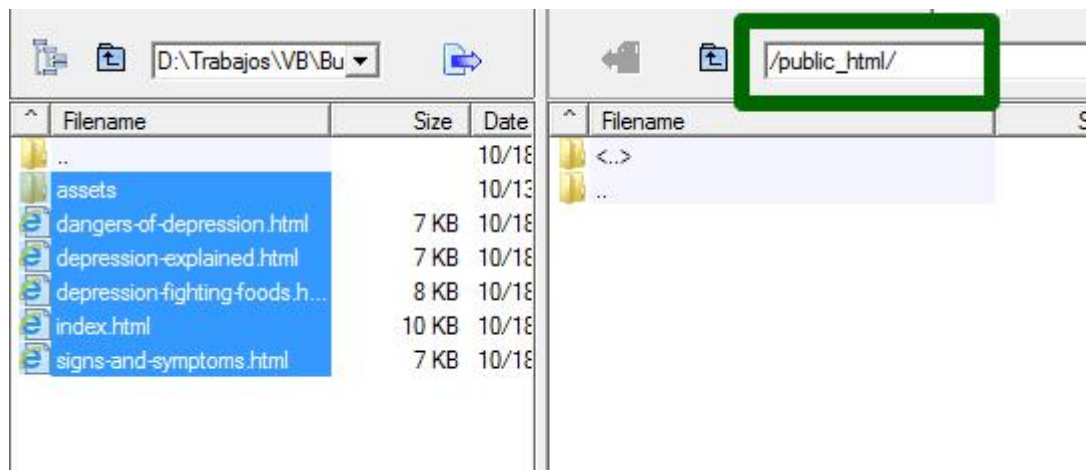 D:\Trabajos\VB\Bu
/public_html/
Filename Size Date
.. 10/18
assets 10/13
dangers-of-depression.html 7 KB 10/18
depression-explained.html 7 KB 10/18
depression-fighting-foods.h... 8 KB 10/18
index.html 10 KB 10/18
signs-and-symptoms.html 7 KB 10/18
Filename S
<..>
..